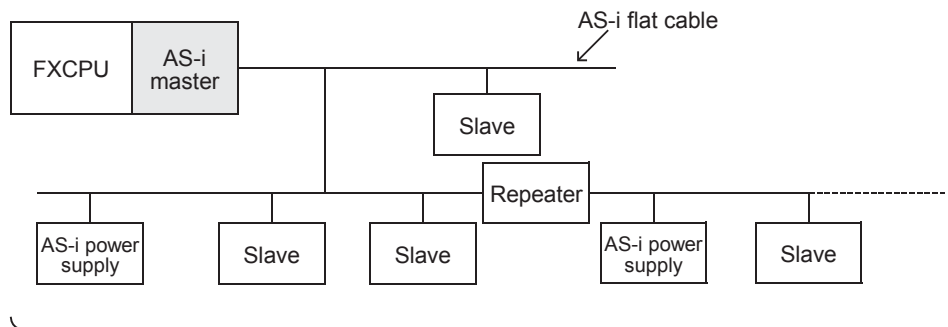 AS-i flat cable
FXCPU
AS-i
master
Slave
Repeater
AS-i power
supply
Slave
Slave
AS-i power
supply
Slave